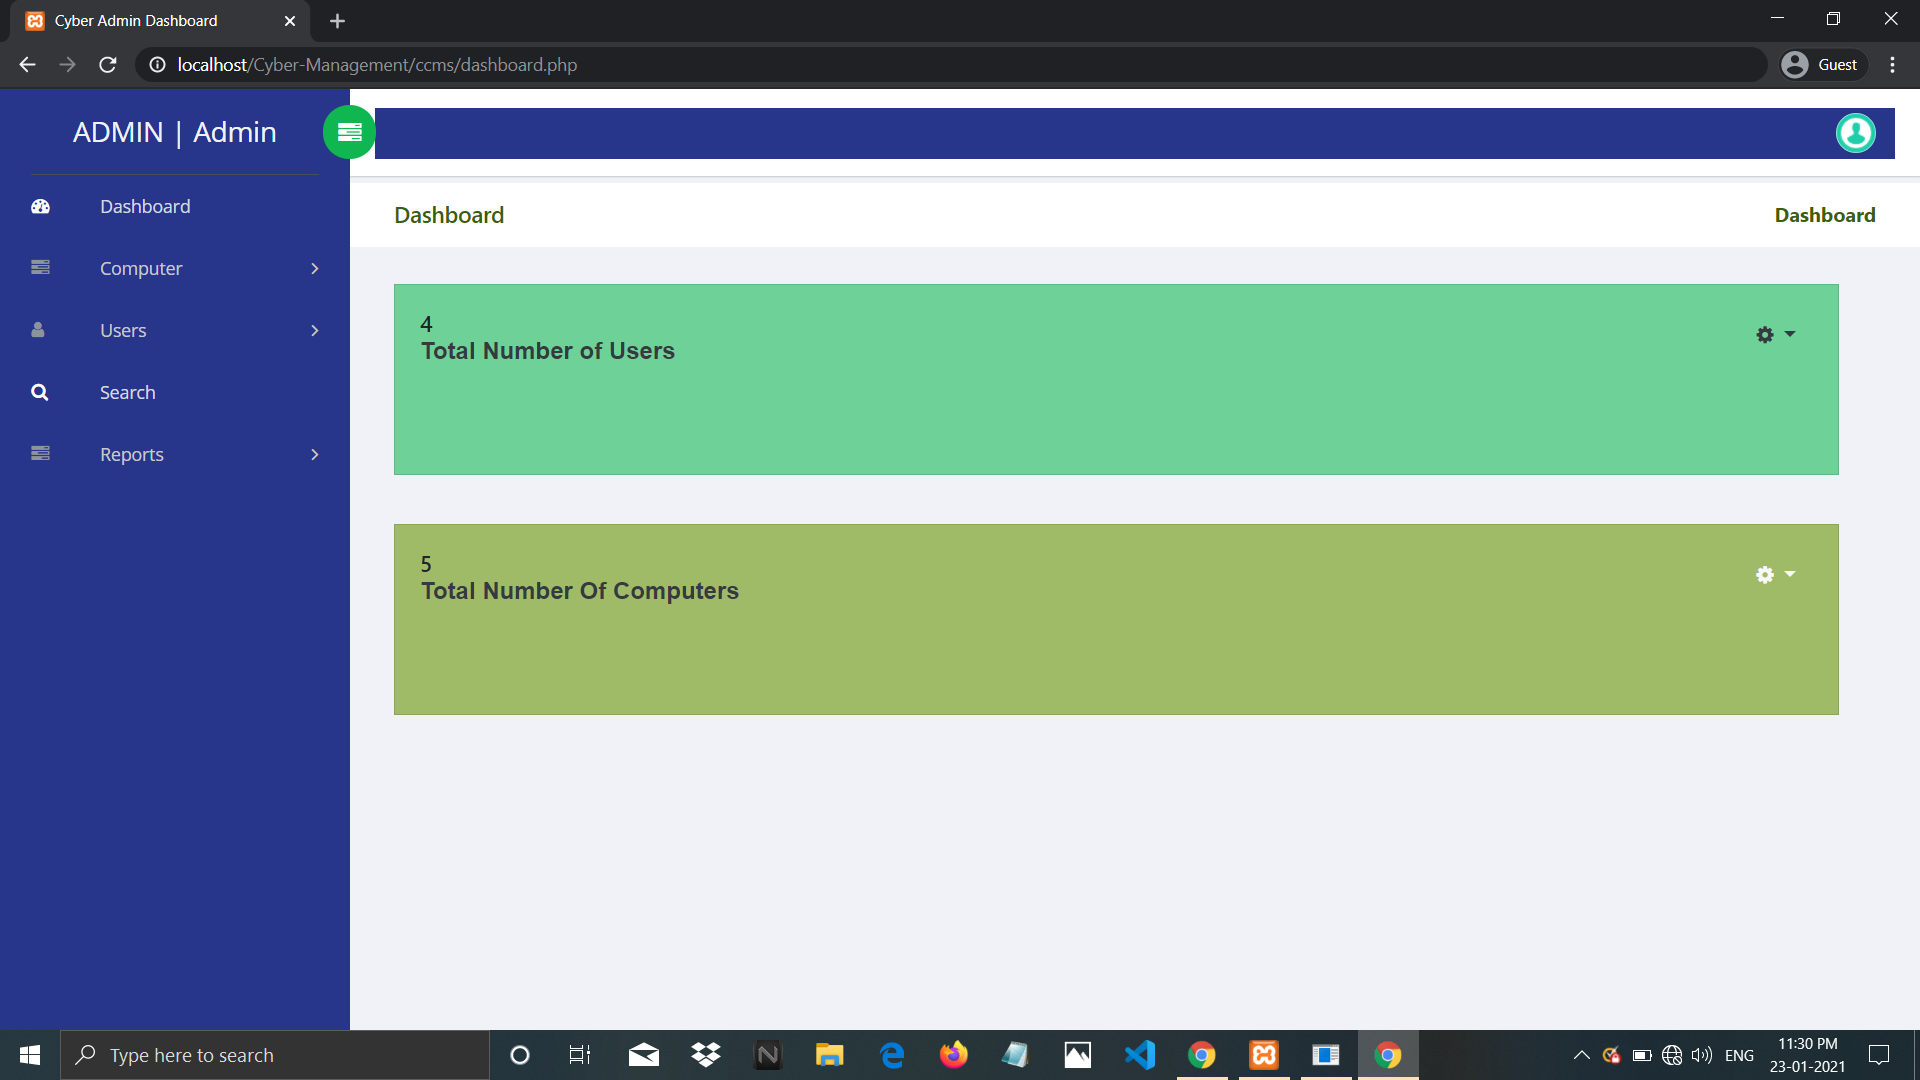 Cyber Admin Dashboard
localhost/Cyber-Management/ccms/dashboard.php
Guest
ADMIN | Admin
Dashboard
Computer
Users
Search
Reports
Dashboard
Dashboard
4
Total Number of Users
5
Total Number Of Computers
Type here to search
ENG
11:30 PM
23-01-2021